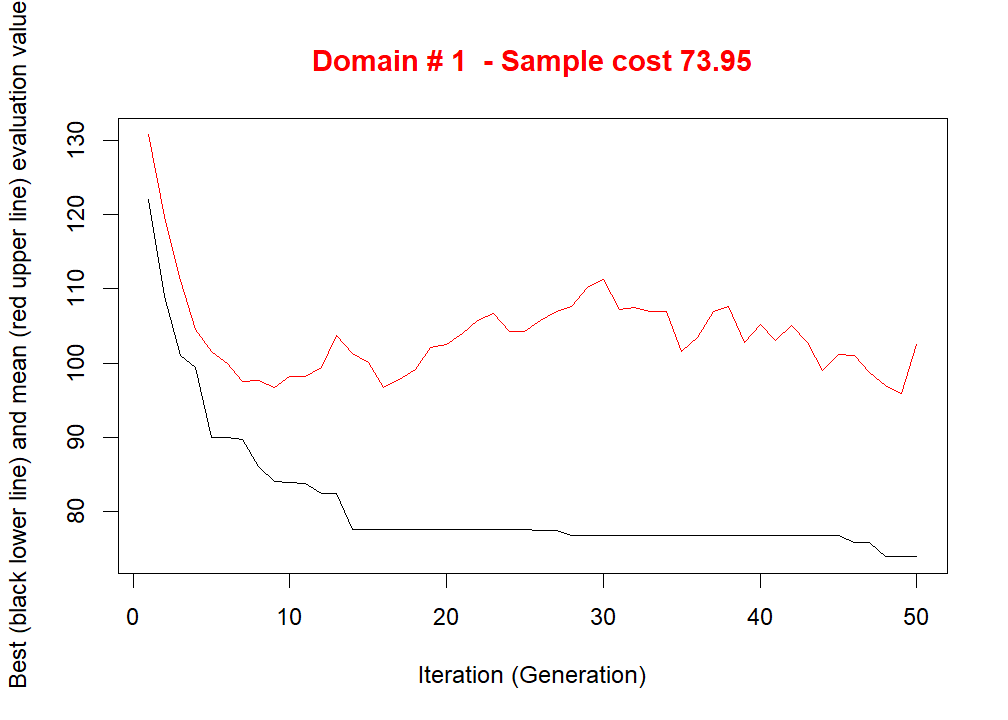 Domain # 1  - Sample cost 73.95
Best (black lower line) and mean (red upper line) evaluation value
130
120
110
100
90
80
0 10 20 30 40 50
Iteration (Generation)